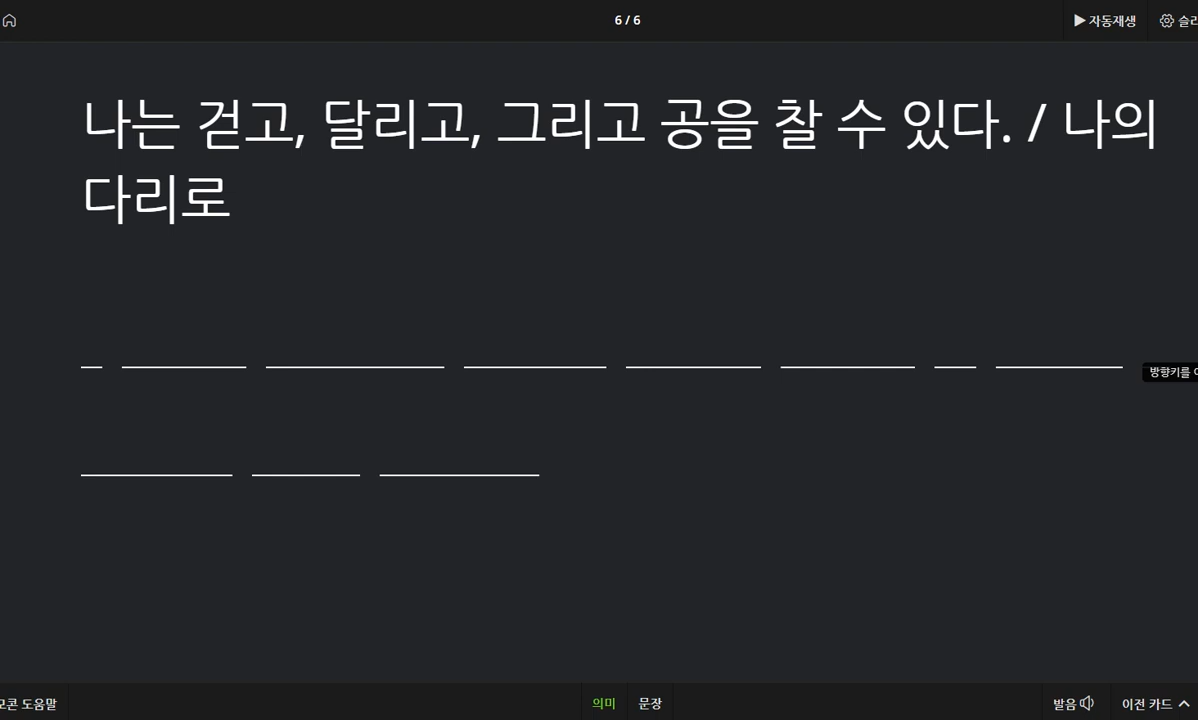 6 / 6
▶ 자동재생
나는 걷고, 달리고, 그리고 공을 찰 수 있다. / 나의
다리로
방향키를
도움말
의미
문장
발음
이전 카드